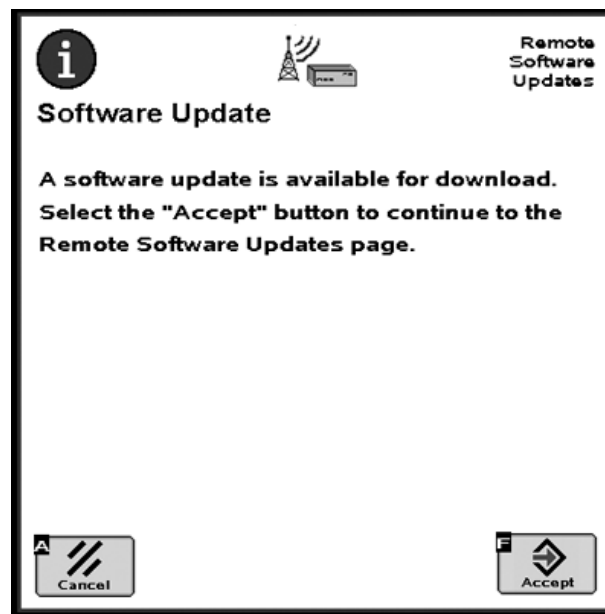 Remote
Software
Updates
Software Update
A software update is available for download.
Select the "Accept" button to continue to the
Remote Software Updates page.
A
Cancel
F
Accept